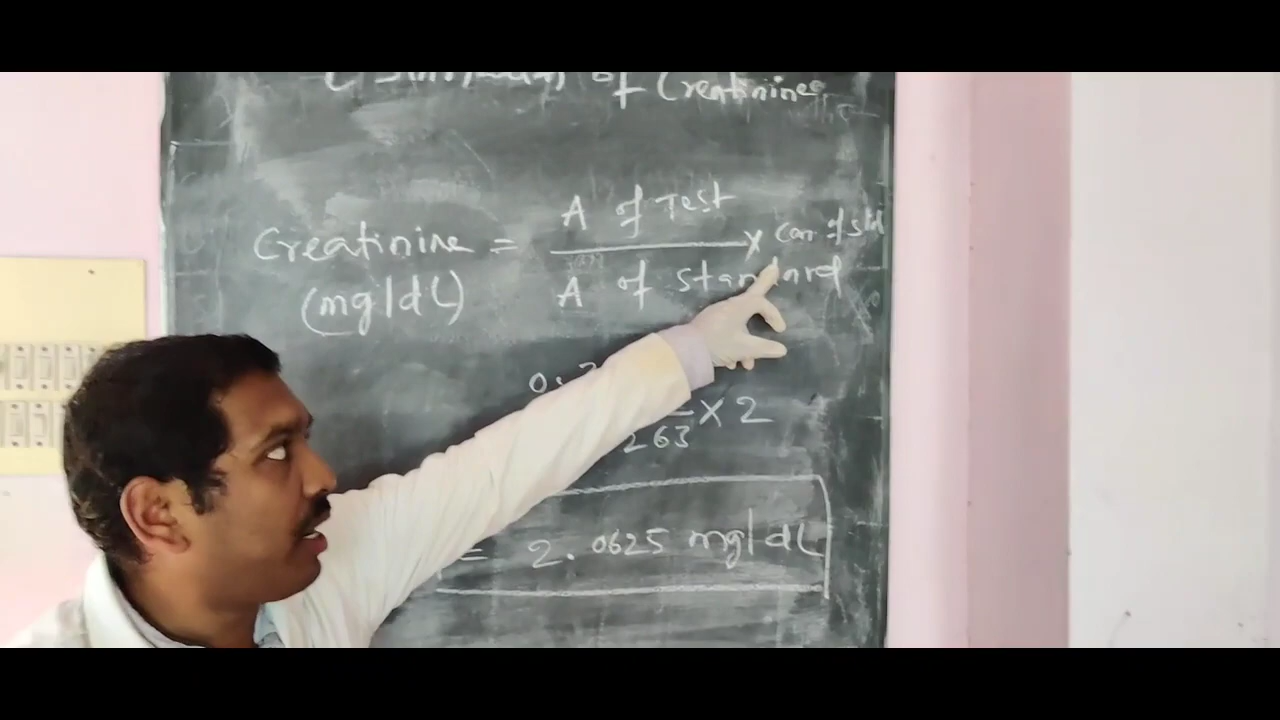 of Creatinine
Creatinine = A of Test
x Con of Std
(mg/dL) A of Standard
0.2
263 x 2
= 2.0625 mg/dL